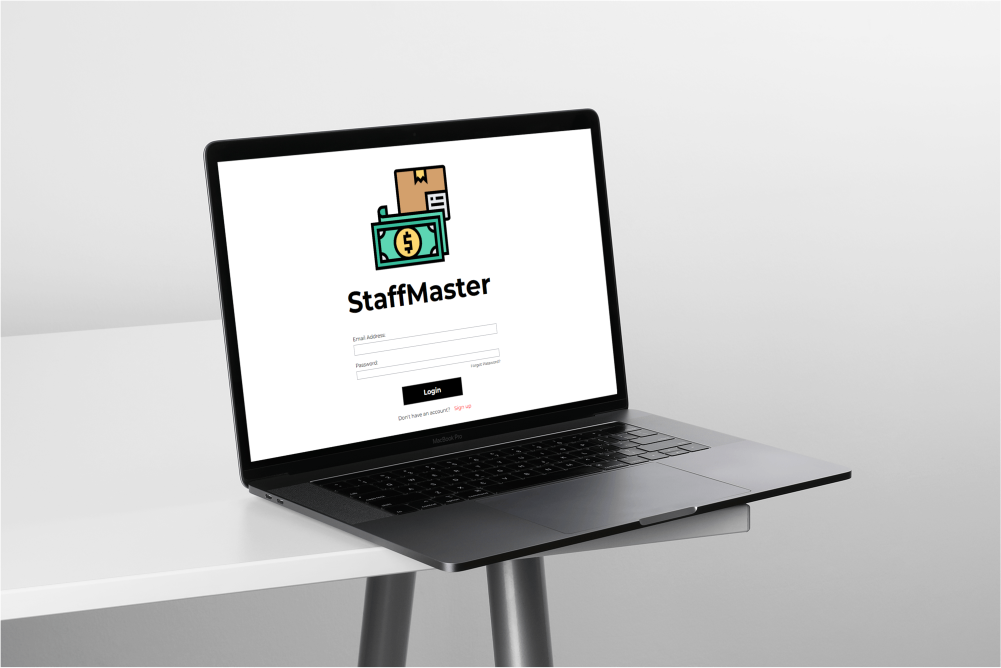 StaffMaster
Email Address:
Password:
Forgot Password?
Login
Don't have an account? Sign up
MacBook Pro